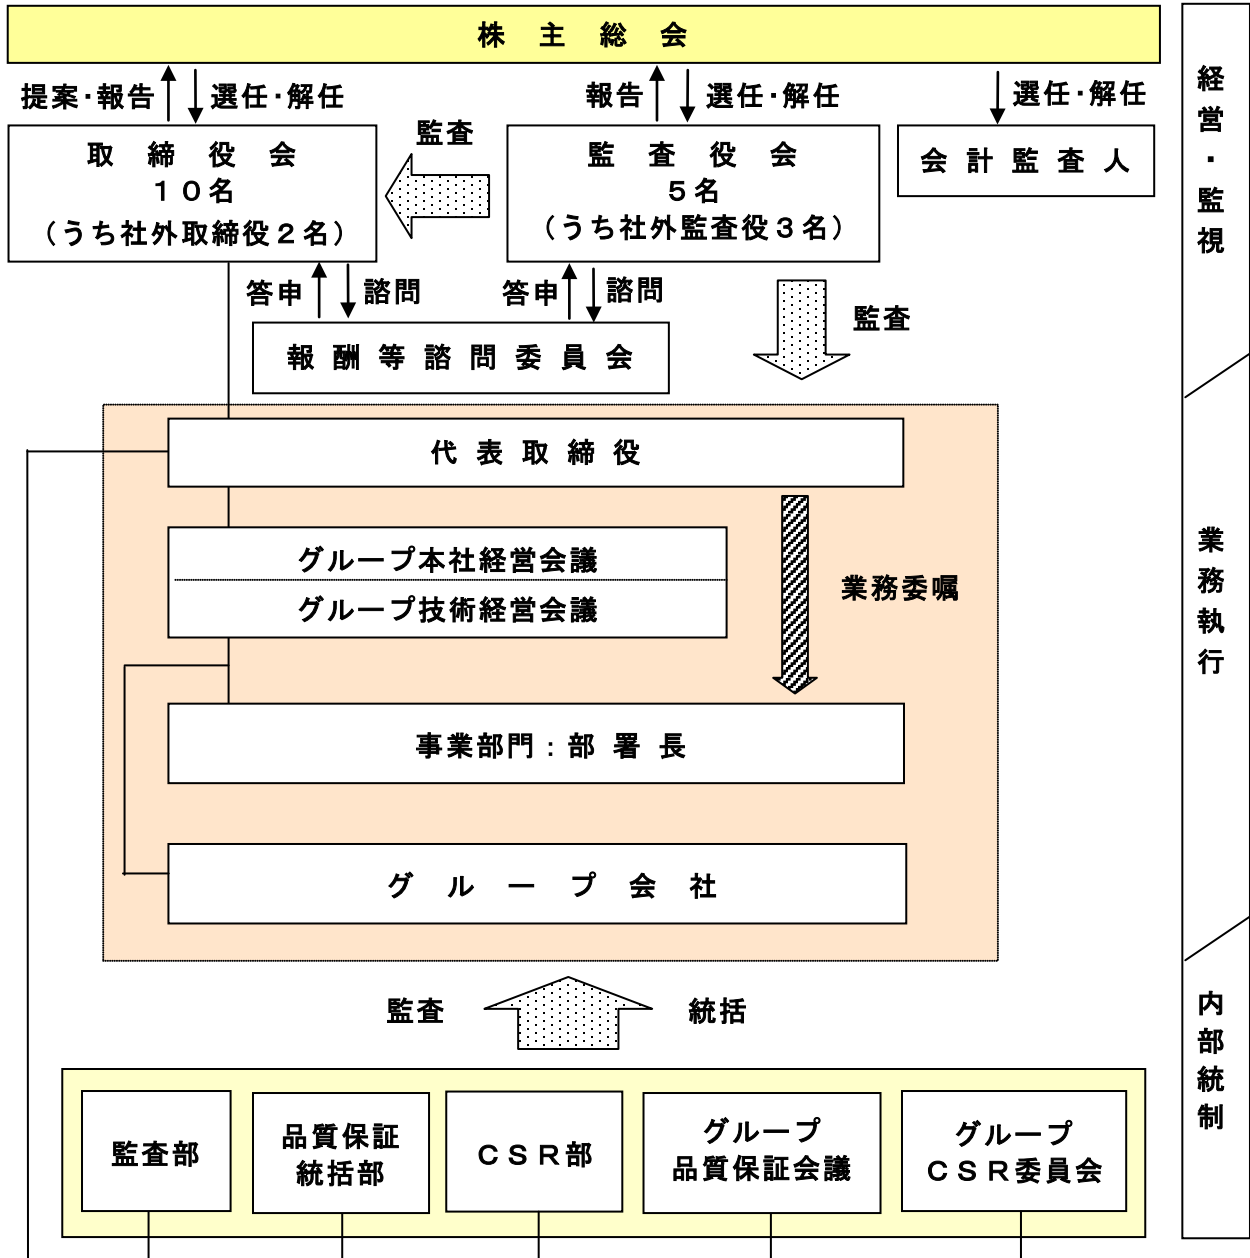 株主総会
提案・報告
選任・解任
報告
選任・解任
選任・解任
取締役会
10名
（うち社外取締役2名）
監査
監査役会
5名
（うち社外監査役3名）
会計監査人
答申
諮問
答申
諮問
監査
報酬等諮問委員会
代表取締役
グループ本社経営会議
グループ技術経営会議
業務委嘱
事業部門：部署長
グループ会社
監査
統括
監査部
品質保証
統括部
CSR部
グループ
品質保証会議
グループ
CSR委員会
経営・監視
業務執行
内部統制